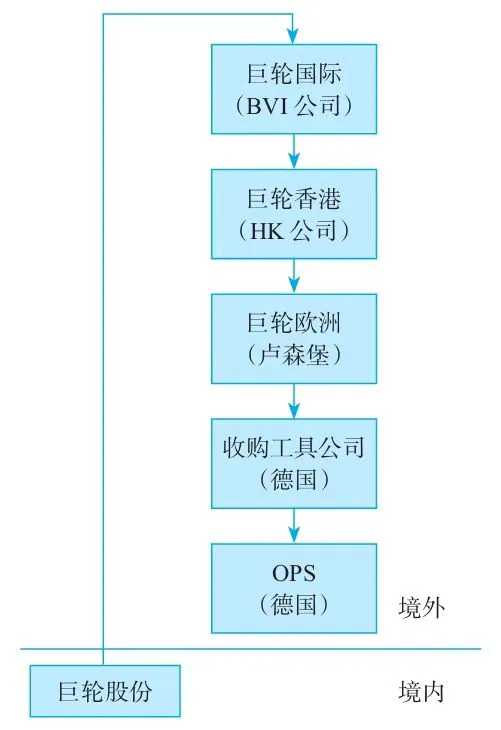 巨轮国际
（BVI 公司）
巨轮香港
（HK 公司）
巨轮欧洲
（卢森堡）
收购工具公司
（德国）
OPS
（德国）
境外
巨轮股份
境内